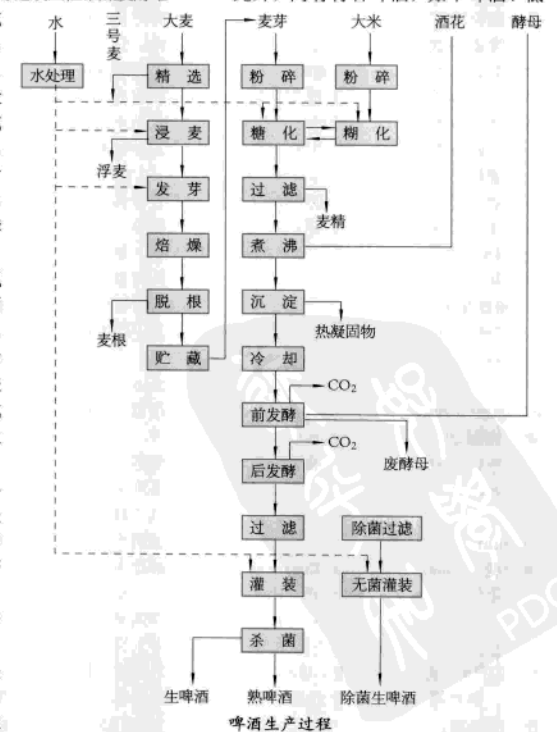 水 三号麦 大麦 麦芽 大米 酒花 酵母
水处理 精选 粉碎 粉碎
浸麦 糖化 糊化
浮麦
发芽 过滤
麦精
焙燥 煮沸
脱根 沉淀
麦根 热凝固物
贮藏 冷却
CO₂
前发酵
CO₂
后发酵 废酵母
过滤 除菌过滤
灌装 无菌灌装
杀菌
生啤酒 熟啤酒 除菌生啤酒
啤酒生产过程